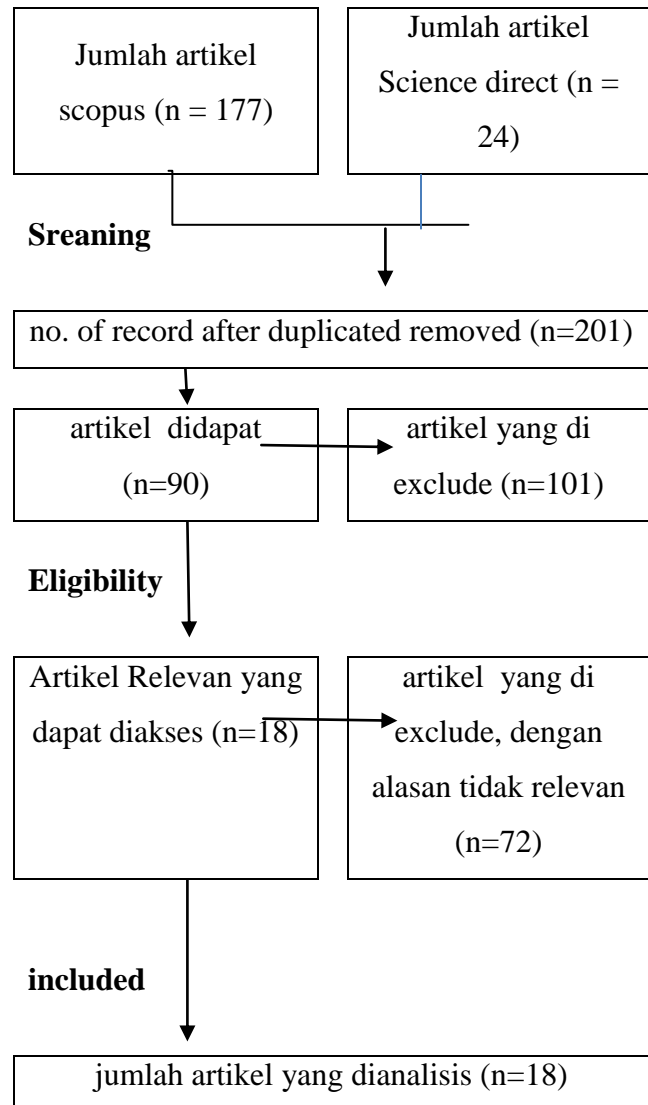 Jumlah artikel
scopus (n = 177)
Jumlah artikel
Science direct (n =
24)
Sreaning
no. of record after duplicated removed (n=201)
artikel didapat
(n=90)
artikel yang di
exclude (n=101)
Eligibility
Artikel Relevan yang
dapat diakses (n=18)
artikel yang di
exclude, dengan
alasan tidak relevan
(n=72)
included
jumlah artikel yang dianalisis (n=18)